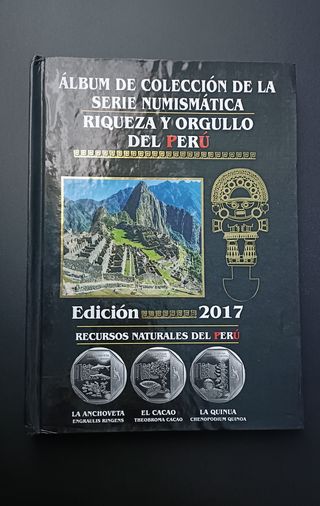 ÁLBUM DE COLECCIÓN DE LA
SERIE NUMISMÁTICA
RIQUEZA Y ORGULLO
DEL PERÚ
Edición 2017
RECURSOS NATURALES DEL PERÚ
LA ANCHOVETA EL CACAO LA QUINUA
ENGRAULIS RINGENS THEOBROMA CACAO CHENOPODIUM QUINOA